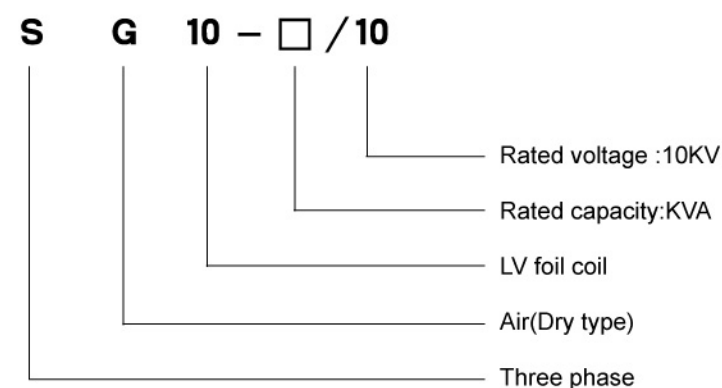 S G 10 – □ / 10
Rated voltage :10KV
Rated capacity:KVA
LV foil coil
Air(Dry type)
Three phase